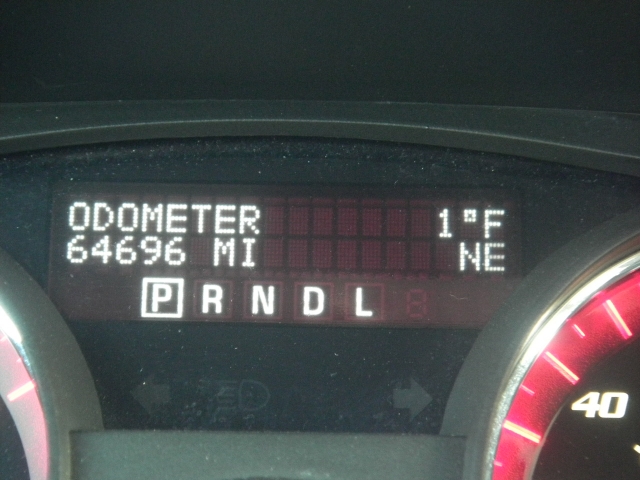 ODOMETER 1°F
64696 MI NE
P R N D L
40